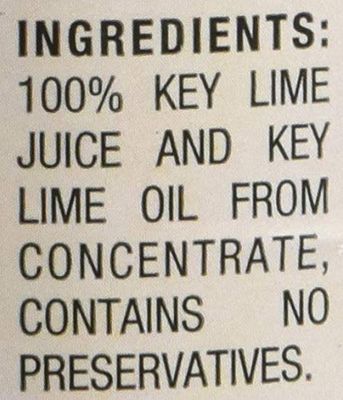 INGREDIENTS:
100% KEY LIME
JUICE AND KEY
LIME OIL FROM
CONCENTRATE,
CONTAINS NO
PRESERVATIVES.